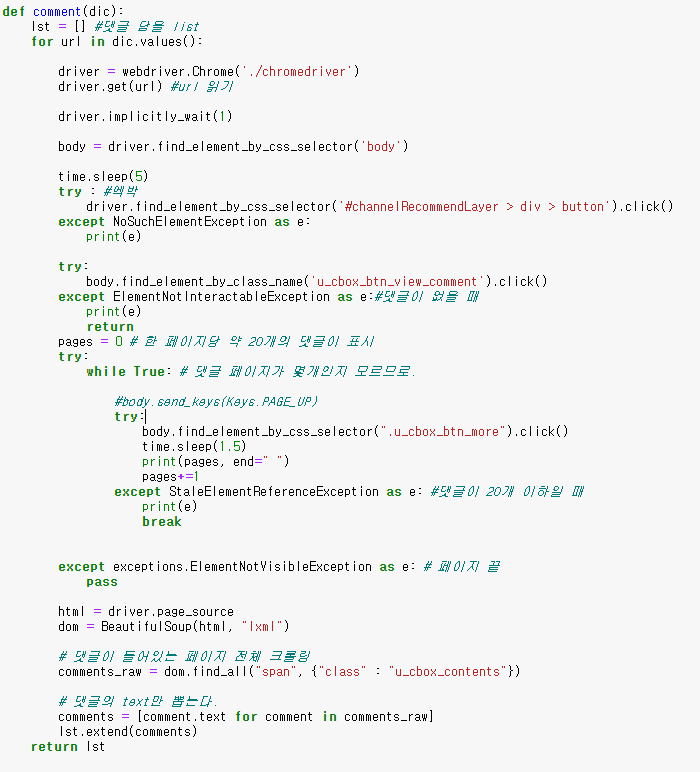 def comment(dic):
    lst = [] #댓글 담을 list
    for url in dic.values():
        driver = webdriver.Chrome('./chromedriver')
        driver.get(url) #url 읽기
        driver.implicitly_wait(1)
        body = driver.find_element_by_css_selector('body')
        time.sleep(5)
        try : #엑박
            driver.find_element_by_css_selector('#channelRecommendLayer > div > button').click()
        except NoSuchElementException as e:
            print(e)
        try:
            body.find_element_by_class_name('u_cbox_btn_view_comment').click()
        except ElementNotInteractableException as e:#댓글이 없을 때
            print(e)
            return
        pages = 0 # 한 페이지당 약 20개의 댓글이 표시
        try:
            while True: # 댓글 페이지가 몇개인지 모르므로.
                #body.send_keys(Keys.PAGE_UP)
                try:
                    body.find_element_by_css_selector(".u_cbox_btn_more").click()
                    time.sleep(1.5)
                    print(pages, end=" ")
                    pages+=1
                except StaleElementReferenceException as e: #댓글이 20개 이하일 때
                    print(e)
                    break
        except exceptions.ElementNotVisibleException as e: # 페이지 끝
            pass
        html = driver.page_source
        dom = BeautifulSoup(html, "lxml")
        # 댓글이 들어있는 페이지 전체 크롤링
        comments_raw = dom.find_all("span", {"class" : "u_cbox_contents"})
        # 댓글의 text만 뽑는다.
        comments = [comment.text for comment in comments_raw]
        lst.extend(comments)
    return lst